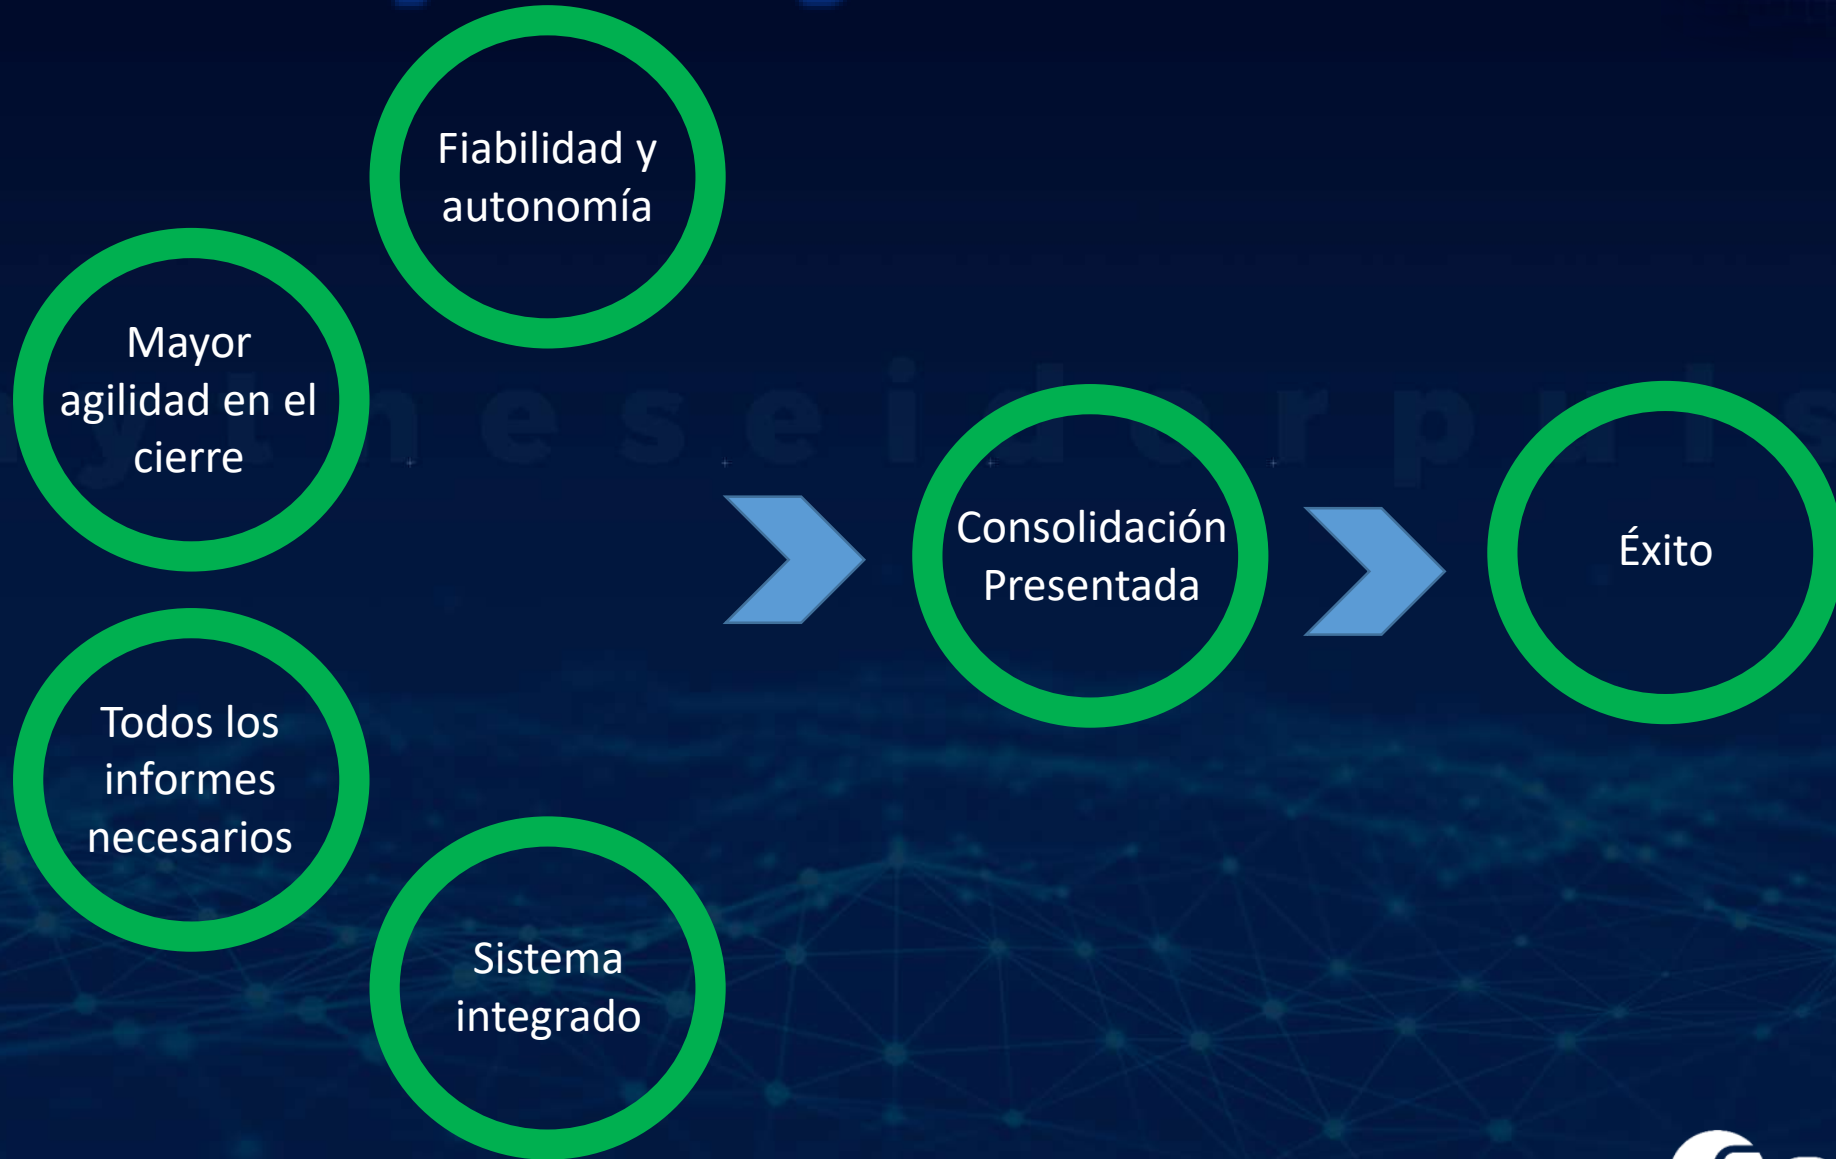 Fiabilidad y
autonomía
Mayor
agilidad en el
cierre
Todos los
informes
necesarios
Sistema
integrado
Consolidación
Presentada
Éxito